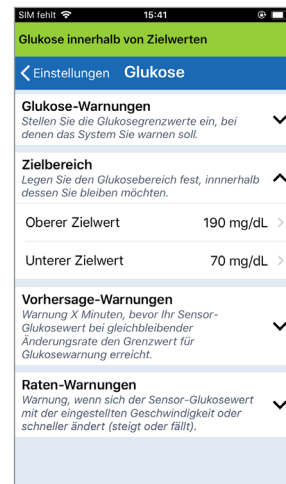 SIM fehlt 15:41
Glukose innerhalb von Zielwerten
Einstellungen Glukose
Glukose-Warnungen
Stellen Sie die Glukosegrenzwerte ein, bei
denen das System Sie warnen soll.
Zielbereich
Legen Sie den Glukosebereich fest, innnerhalb
dessen Sie bleiben möchten.
Oberer Zielwert 190 mg/dL
Unterer Zielwert 70 mg/dL
Vorhersage-Warnungen
Warnung X Minuten, bevor Ihr Sensor-
Glukosewert bei gleichbleibender
Änderungsrate den Grenzwert für
Glukosewarnung erreicht.
Raten-Warnungen
Warnung, wenn sich der Sensor-Glukosewert
mit der eingestellten Geschwindigkeit oder
schneller ändert (steigt oder fällt).